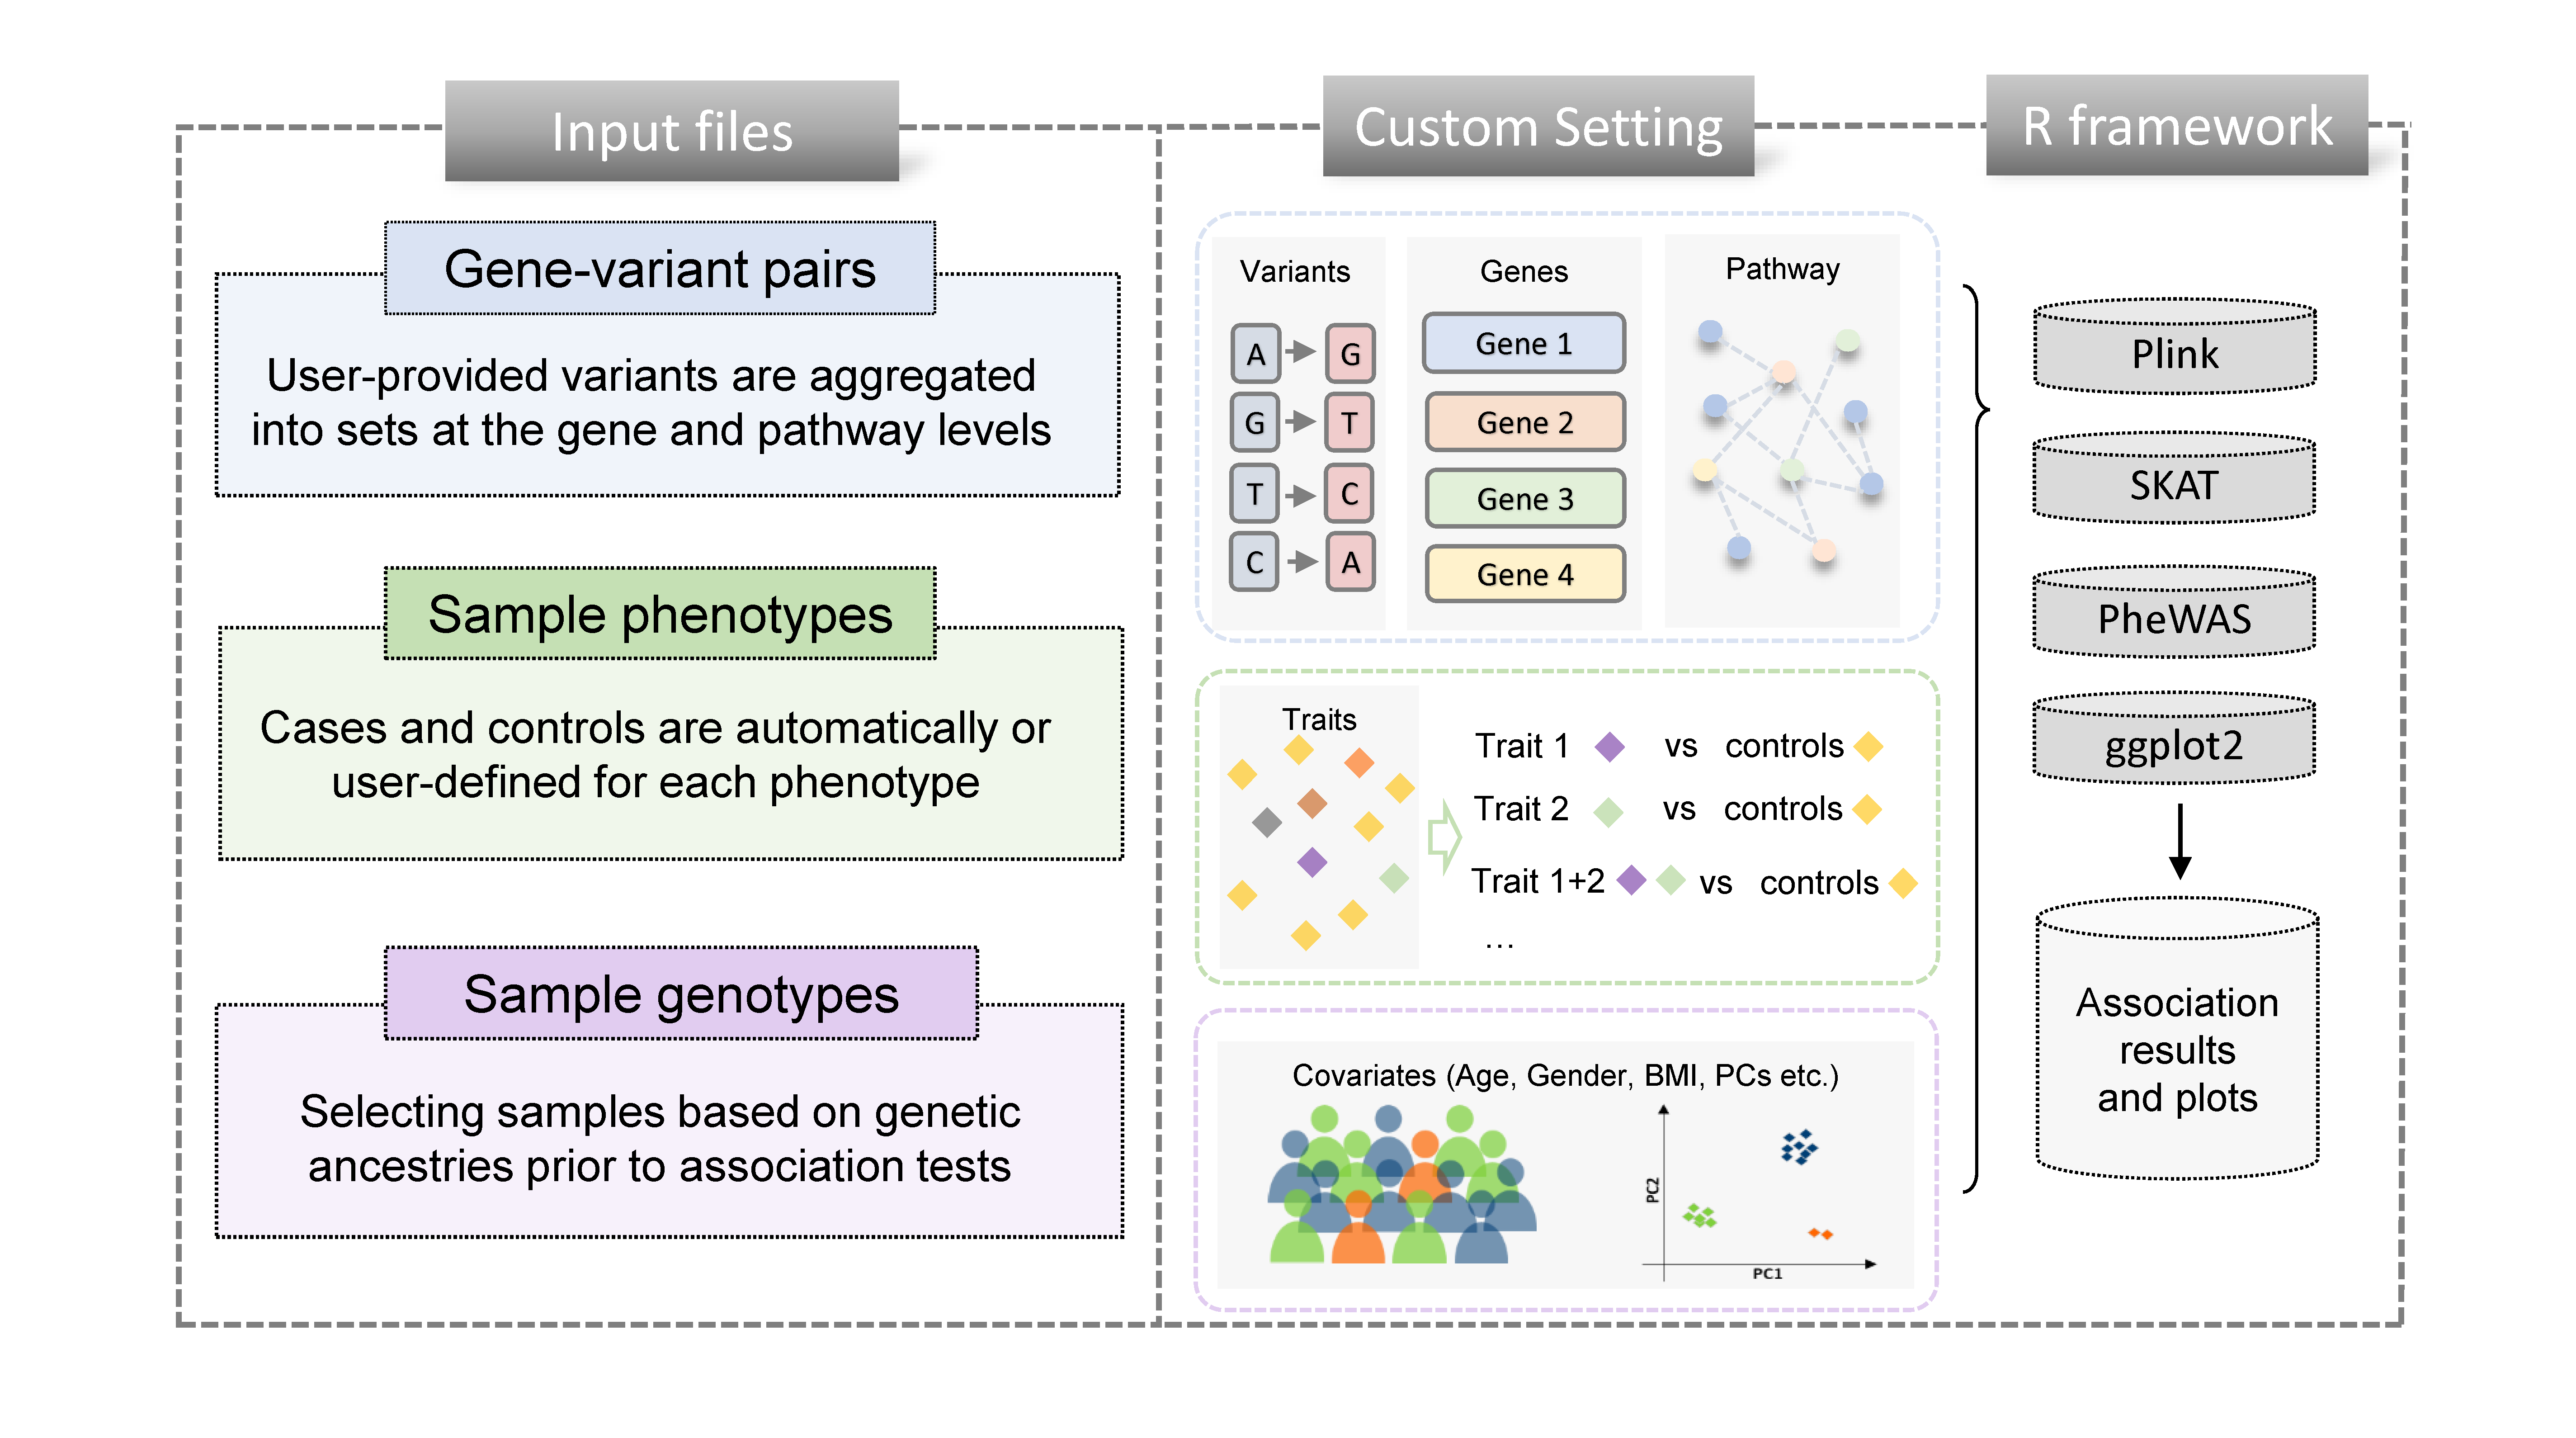 Input files
Custom Setting
R framework
Gene-variant pairs
User-provided variants are aggregated
into sets at the gene and pathway levels
Sample phenotypes
Cases and controls are automatically or
user-defined for each phenotype
Sample genotypes
Selecting samples based on genetic
ancestries prior to association tests
Variants
A G
G T
T C
C A
Genes
Gene 1
Gene 2
Gene 3
Gene 4
Pathway
Traits
Trait 1 vs controls
Trait 2 vs controls
Trait 1+2 vs controls
...
Covariates (Age, Gender, BMI, PCs etc.)
PC2
PC1
Plink
SKAT
PheWAS
ggplot2
Association
results
and plots